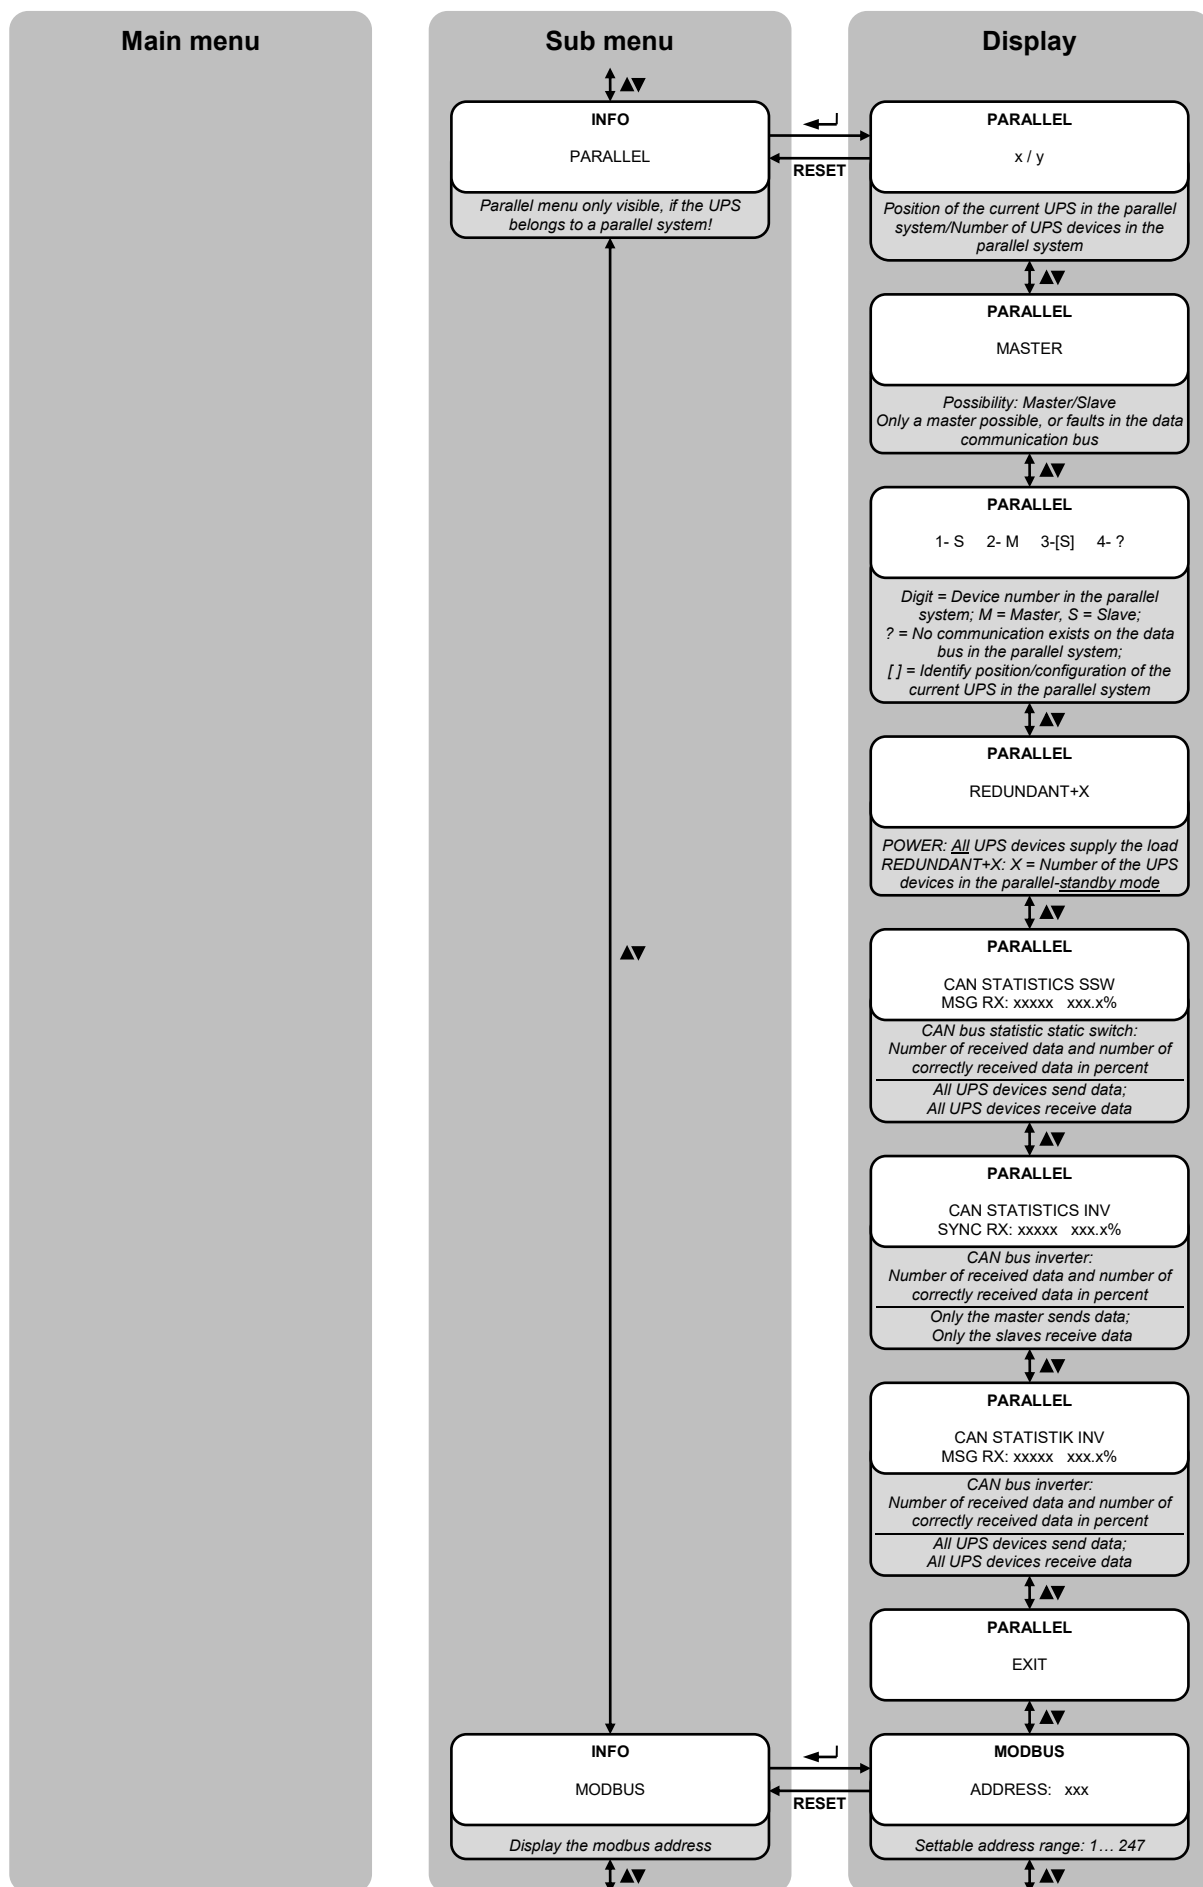 Main menu
Sub menu
Display
▲▼
INFO
PARALLEL
Parallel menu only visible, if the UPS
belongs to a parallel system!
RESET
PARALLEL
x / y
Position of the current UPS in the parallel
system/Number of UPS devices in the
parallel system
▲▼
PARALLEL
MASTER
Possibility: Master/Slave
Only a master possible, or faults in the data
communication bus
▲▼
PARALLEL
1- S 2- M 3-[S] 4- ?
Digit = Device number in the parallel
system; M = Master, S = Slave;
? = No communication exists on the data
bus in the parallel system;
[ ] = Identify position/configuration of the
current UPS in the parallel system
▲▼
PARALLEL
REDUNDANT+X
POWER: All UPS devices supply the load
REDUNDANT+X: X = Number of the UPS
devices in the parallel-standby mode
▲▼
▲▼
PARALLEL
CAN STATISTICS SSW
MSG RX: xxxxx xxx.x%
CAN bus statistic static switch:
Number of received data and number of
correctly received data in percent
All UPS devices send data;
All UPS devices receive data
▲▼
PARALLEL
CAN STATISTICS INV
SYNC RX: xxxxx xxx.x%
CAN bus inverter:
Number of received data and number of
correctly received data in percent
Only the master sends data;
Only the slaves receive data
▲▼
PARALLEL
CAN STATISTIK INV
MSG RX: xxxxx xxx.x%
CAN bus inverter:
Number of received data and number of
correctly received data in percent
All UPS devices send data;
All UPS devices receive data
▲▼
PARALLEL
EXIT
▲▼
INFO
MODBUS
Display the modbus address
▲▼
RESET
MODBUS
ADDRESS: xxx
Settable address range: 1… 247
▲▼